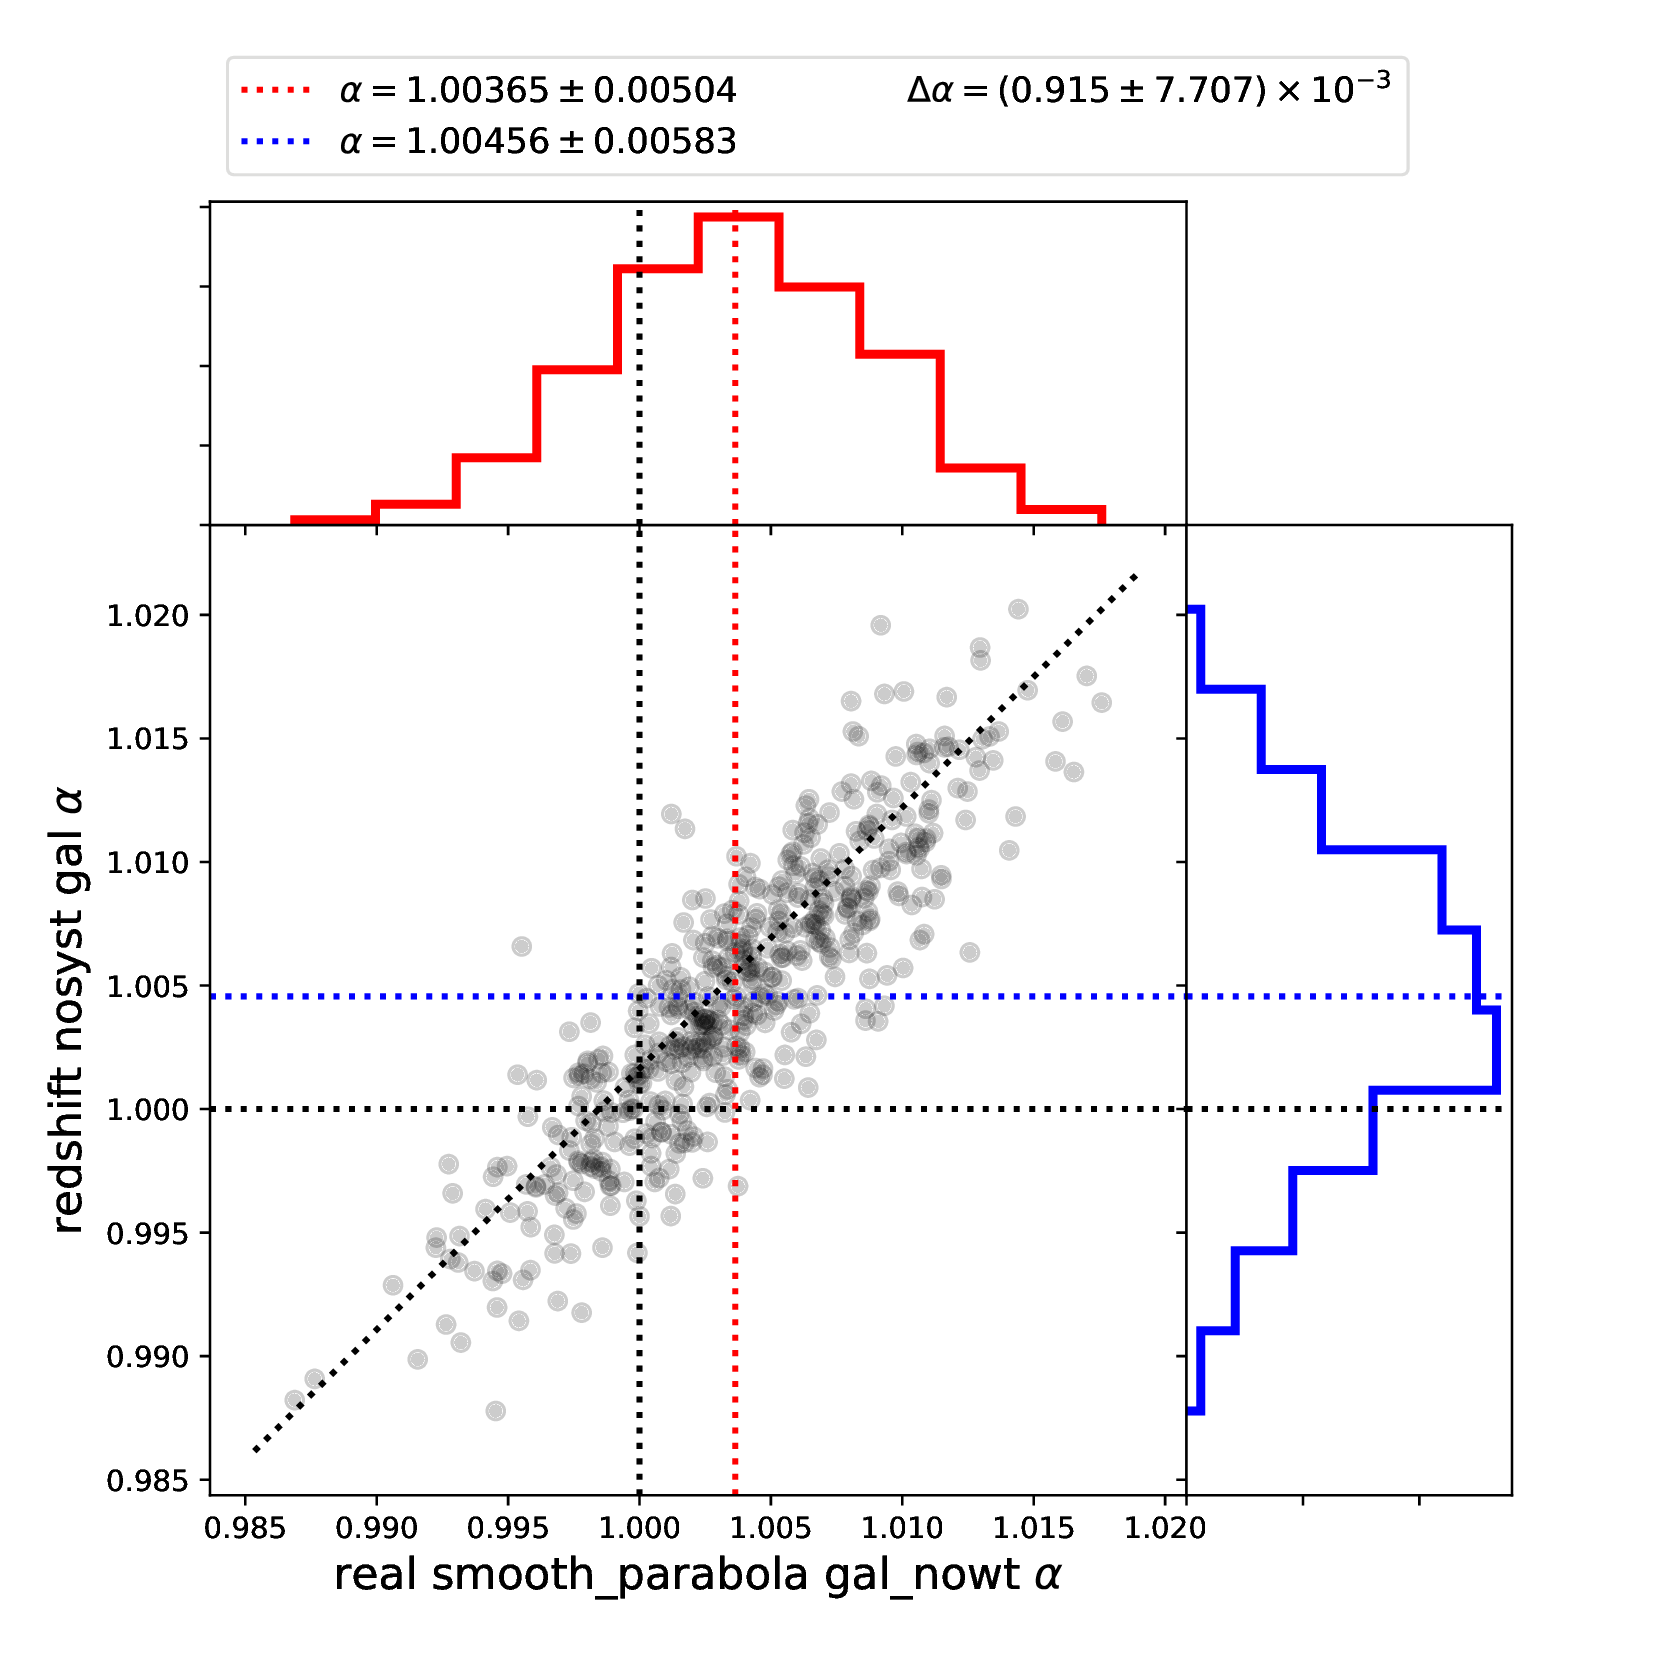 α = 1.00365 ± 0.00504
Δα = (0.915 ± 7.707) × 10⁻³
α = 1.00456 ± 0.00583
1.020
1.015
1.010
1.005
1.000
0.995
0.990
0.985
redshift nosyst gal α
0.985 0.990 0.995 1.000 1.005 1.010 1.015 1.020
real smooth_parabola gal_nowt α